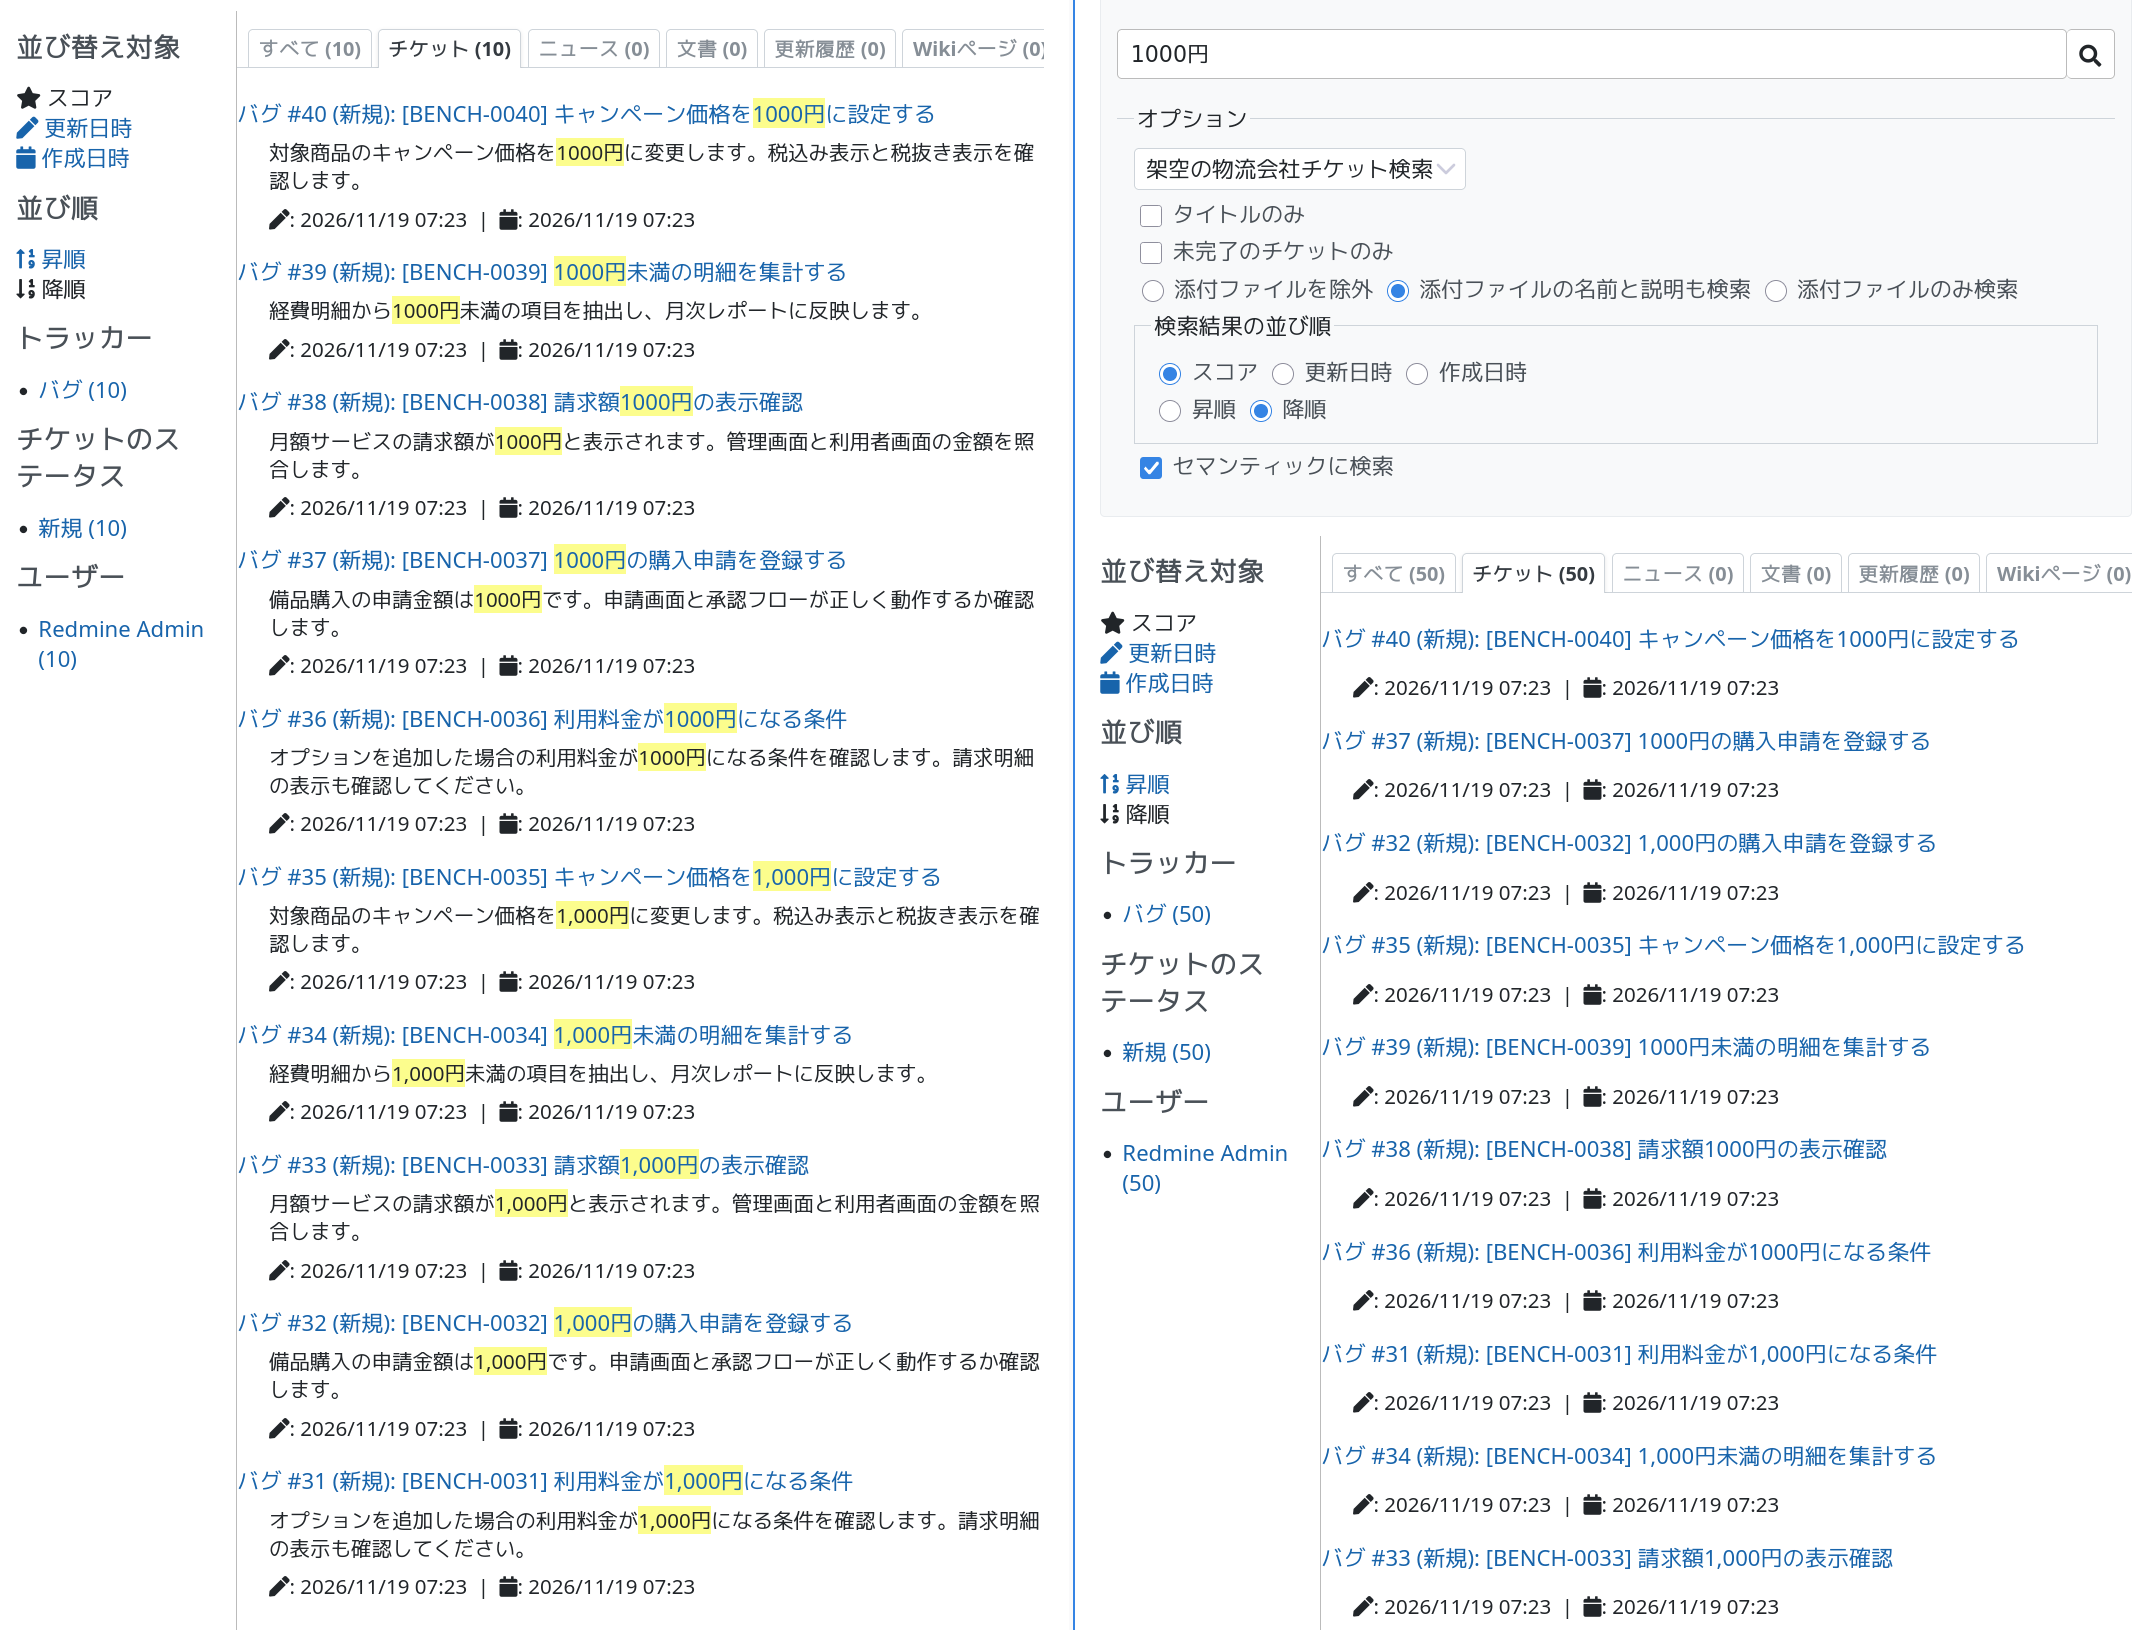 並び替え対象
スコア
更新日時
作成日時
並び順
昇順
降順
トラッカー
バグ (10)
チケットのス
テータス
新規 (10)
ユーザー
Redmine Admin
(10)
すべて (10) チケット (10) ニュース (0) 文書 (0) 更新履歴 (0) Wikiページ (0)
バグ #40 (新規): [BENCH-0040] キャンペーン価格を1000円に設定する
対象商品のキャンペーン価格を1000円に変更します。税込み表示と税抜き表示を確
認します。
: 2026/11/19 07:23 | : 2026/11/19 07:23
バグ #39 (新規): [BENCH-0039] 1000円未満の明細を集計する
経費明細から1000円未満の項目を抽出し、月次レポートに反映します。
: 2026/11/19 07:23 | : 2026/11/19 07:23
バグ #38 (新規): [BENCH-0038] 請求額1000円の表示確認
月額サービスの請求額が1000円と表示されます。管理画面と利用者画面の金額を照
合します。
: 2026/11/19 07:23 | : 2026/11/19 07:23
バグ #37 (新規): [BENCH-0037] 1000円の購入申請を登録する
備品購入の申請金額は1000円です。申請画面と承認フローが正しく動作するか確認
します。
: 2026/11/19 07:23 | : 2026/11/19 07:23
バグ #36 (新規): [BENCH-0036] 利用料金が1000円になる条件
オプションを追加した場合の利用料金が1000円になる条件を確認します。請求明細
の表示も確認してください。
: 2026/11/19 07:23 | : 2026/11/19 07:23
バグ #35 (新規): [BENCH-0035] キャンペーン価格を1,000円に設定する
対象商品のキャンペーン価格を1,000円に変更します。税込み表示と税抜き表示を確
認します。
: 2026/11/19 07:23 | : 2026/11/19 07:23
バグ #34 (新規): [BENCH-0034] 1,000円未満の明細を集計する
経費明細から1,000円未満の項目を抽出し、月次レポートに反映します。
: 2026/11/19 07:23 | : 2026/11/19 07:23
バグ #33 (新規): [BENCH-0033] 請求額1,000円の表示確認
月額サービスの請求額が1,000円と表示されます。管理画面と利用者画面の金額を照
合します。
: 2026/11/19 07:23 | : 2026/11/19 07:23
バグ #32 (新規): [BENCH-0032] 1,000円の購入申請を登録する
備品購入の申請金額は1,000円です。申請画面と承認フローが正しく動作するか確認
します。
: 2026/11/19 07:23 | : 2026/11/19 07:23
バグ #31 (新規): [BENCH-0031] 利用料金が1,000円になる条件
オプションを追加した場合の利用料金が1,000円になる条件を確認します。請求明細
の表示も確認してください。
: 2026/11/19 07:23 | : 2026/11/19 07:23
1000円
オプション
架空の物流会社チケット検索
タイトルのみ
未完了のチケットのみ
添付ファイルを除外 添付ファイルの名前と説明も検索 添付ファイルのみ検索
検索結果の並び順
スコア 更新日時 作成日時
昇順 降順
セマンティックに検索
並び替え対象
スコア
更新日時
作成日時
並び順
昇順
降順
トラッカー
バグ (50)
チケットのス
テータス
新規 (50)
ユーザー
Redmine Admin
(50)
すべて (50) チケット (50) ニュース (0) 文書 (0) 更新履歴 (0) Wikiページ (0)
バグ #40 (新規): [BENCH-0040] キャンペーン価格を1000円に設定する
: 2026/11/19 07:23 | : 2026/11/19 07:23
バグ #37 (新規): [BENCH-0037] 1000円の購入申請を登録する
: 2026/11/19 07:23 | : 2026/11/19 07:23
バグ #32 (新規): [BENCH-0032] 1,000円の購入申請を登録する
: 2026/11/19 07:23 | : 2026/11/19 07:23
バグ #35 (新規): [BENCH-0035] キャンペーン価格を1,000円に設定する
: 2026/11/19 07:23 | : 2026/11/19 07:23
バグ #39 (新規): [BENCH-0039] 1000円未満の明細を集計する
: 2026/11/19 07:23 | : 2026/11/19 07:23
バグ #38 (新規): [BENCH-0038] 請求額1000円の表示確認
: 2026/11/19 07:23 | : 2026/11/19 07:23
バグ #36 (新規): [BENCH-0036] 利用料金が1000円になる条件
: 2026/11/19 07:23 | : 2026/11/19 07:23
バグ #31 (新規): [BENCH-0031] 利用料金が1,000円になる条件
: 2026/11/19 07:23 | : 2026/11/19 07:23
バグ #34 (新規): [BENCH-0034] 1,000円未満の明細を集計する
: 2026/11/19 07:23 | : 2026/11/19 07:23
バグ #33 (新規): [BENCH-0033] 請求額1,000円の表示確認
: 2026/11/19 07:23 | : 2026/11/19 07:23